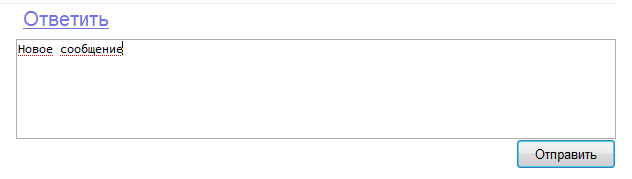 Ответить
Новое сообщение
Отправить